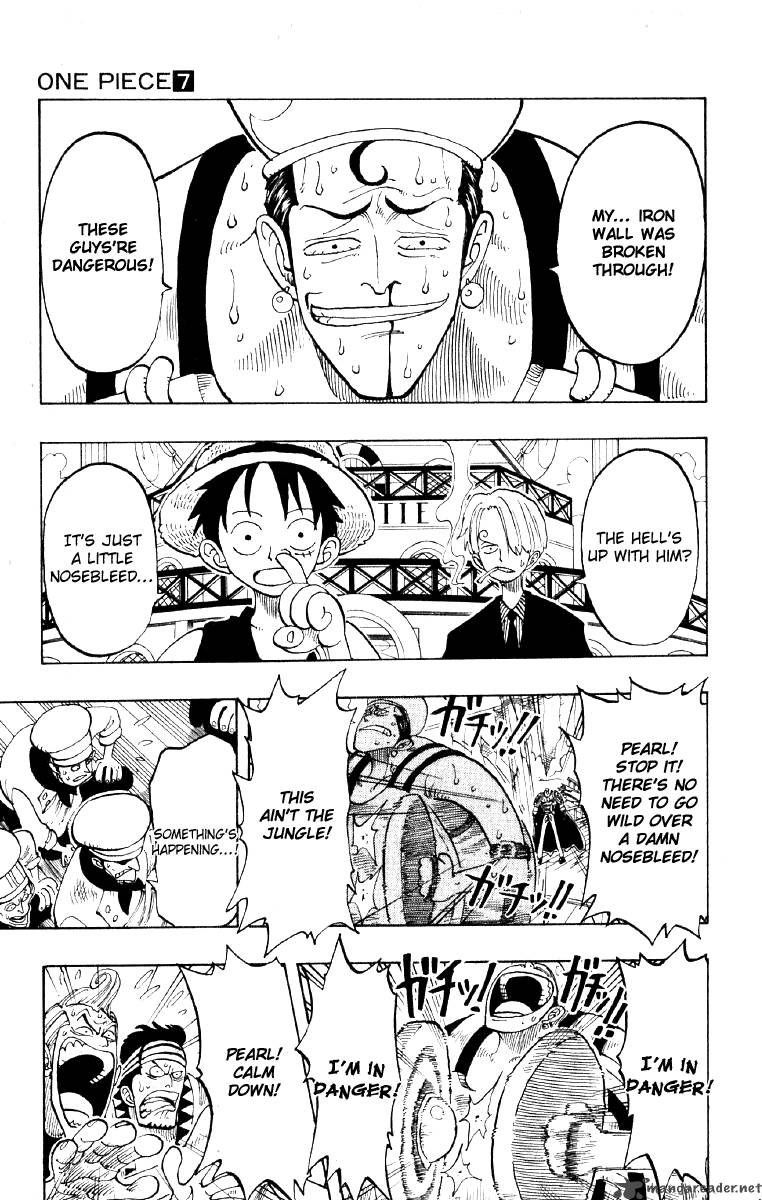 ONE PIECE 7
MY... IRON
WALL WAS
BROKEN
THROUGH!
THESE
GUYS'RE
DANGEROUS!
THE HELL'S
UP WITH HIM?
IT'S JUST
A LITTLE
NOSEBLEED...
TIE
PEARL!
STOP IT!
THERE'S NO
NEED TO GO
WILD OVER
A DAMN
NOSEBLEED!
ガチッ!!
ガチッ!!
THIS
AIN'T THE
JUNGLE!
SOMETHING'S
HAPPENING...!
I'M IN
DANGER!
ガチッ!!
ガチッ!
I'M IN
DANGER!
PEARL!
CALM
DOWN!
mangareader.net